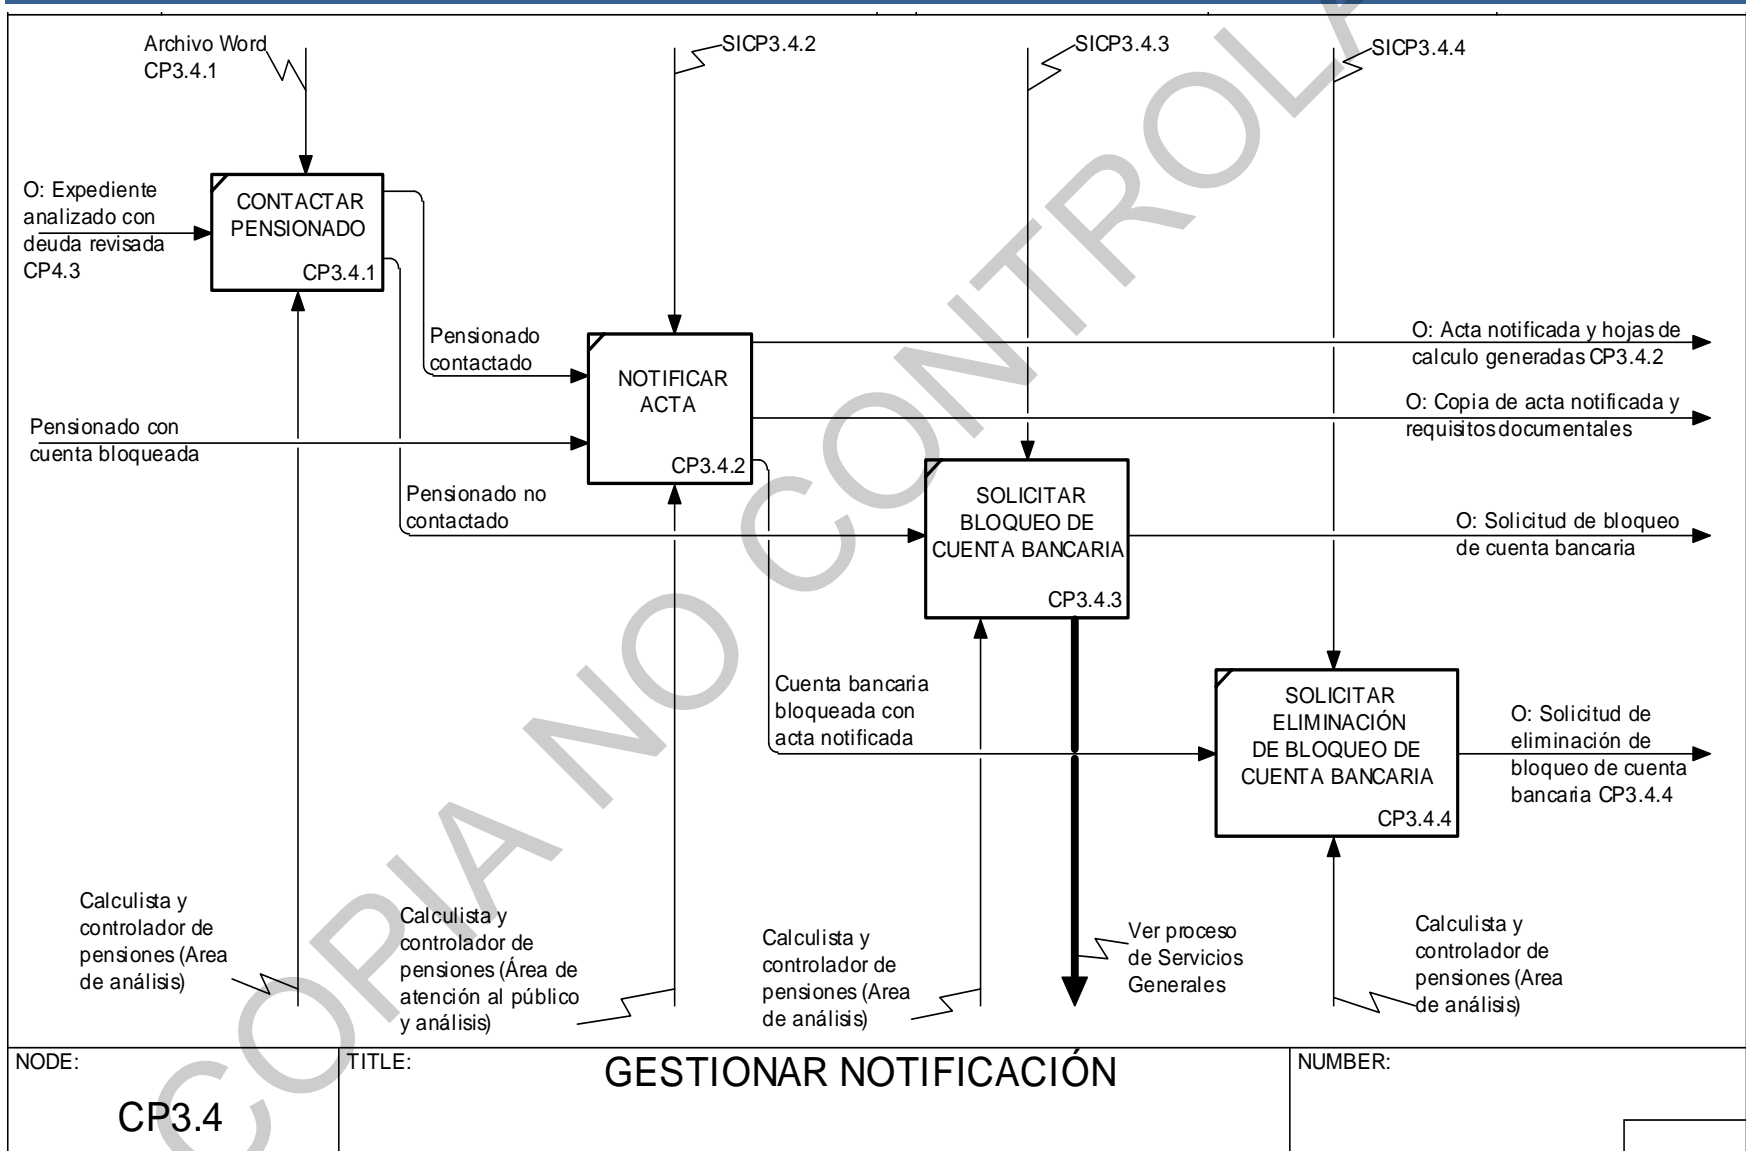 Archivo Word
CP3.4.1
SICP3.4.2
SICP3.4.3
SICP3.4.4
O: Expediente
analizado con
deuda revisada
CP4.3
CONTACTAR
PENSIONADO
CP3.4.1
Pensionado
contactado
NOTIFICAR
ACTA
CP3.4.2
O: Acta notificada y hojas de
calculo generadas CP3.4.2
O: Copia de acta notificada y
requisitos documentales
Pensionado con
cuenta bloqueada
Pensionado no
contactado
SOLICITAR
BLOQUEO DE
CUENTA BANCARIA
CP3.4.3
O: Solicitud de bloqueo
de cuenta bancaria
Cuenta bancaria
bloqueada con
acta notificada
SOLICITAR
ELIMINACIÓN
DE BLOQUEO DE
CUENTA BANCARIA
CP3.4.4
O: Solicitud de
eliminación de
bloqueo de cuenta
bancaria CP3.4.4
Calculista y
controlador de
pensiones (Area
de análisis)
Calculista y
controlador de
pensiones (Área de
atención al público
y análisis)
Calculista y
controlador de
pensiones (Area
de análisis)
Ver proceso
de Servicios
Generales
Calculista y
controlador de
pensiones (Area
de análisis)
NODE:
CP3.4
TITLE:
GESTIONAR NOTIFICACIÓN
NUMBER:
COPIA NO CONTROLA